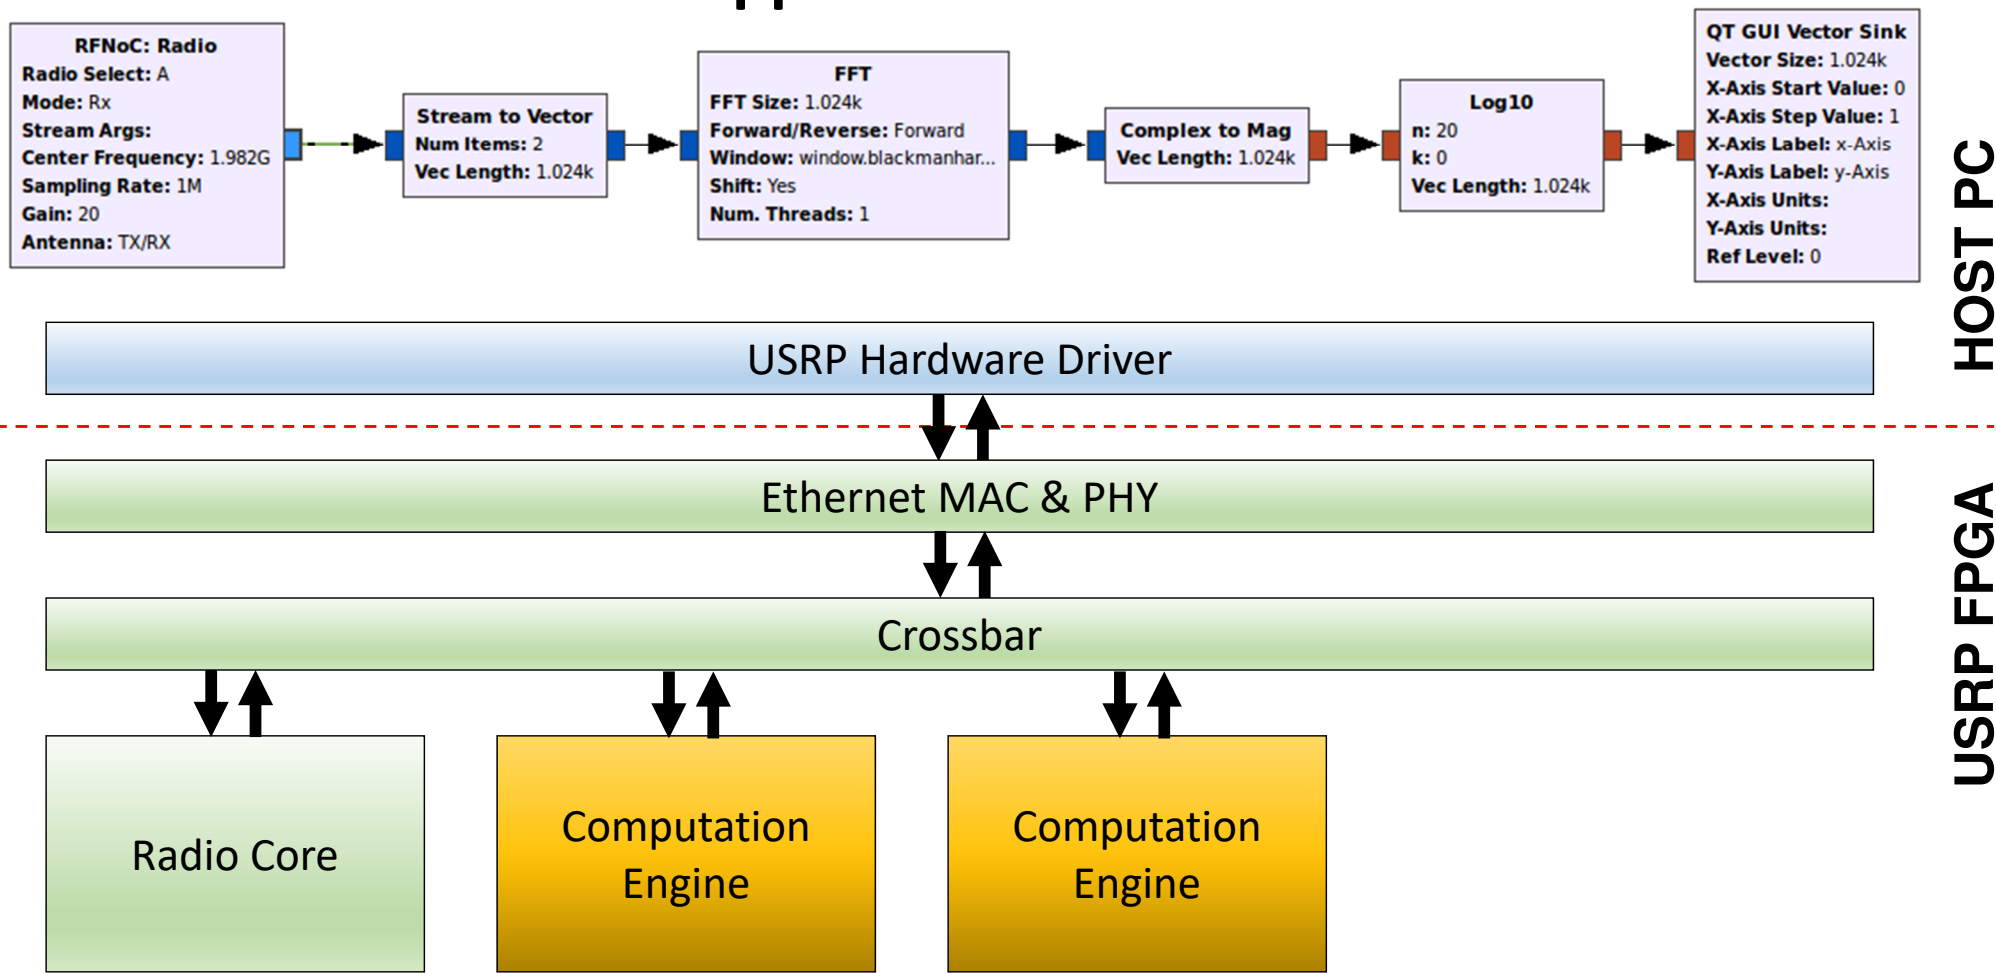 RFNoC: Radio
Radio Select: A
Mode: Rx
Stream Args:
Center Frequency: 1.982G
Sampling Rate: 1M
Gain: 20
Antenna: TX/RX
Stream to Vector
Num Items: 2
Vec Length: 1.024k
FFT
FFT Size: 1.024k
Forward/Reverse: Forward
Window: window.blackmanhar...
Shift: Yes
Num. Threads: 1
Complex to Mag
Vec Length: 1.024k
Log10
n: 20
k: 0
Vec Length: 1.024k
QT GUI Vector Sink
Vector Size: 1.024k
X-Axis Start Value: 0
X-Axis Step Value: 1
X-Axis Label: x-Axis
Y-Axis Label: y-Axis
X-Axis Units:
Y-Axis Units:
Ref Level: 0
HOST PC
USRP Hardware Driver
Ethernet MAC & PHY
Crossbar
USRP FPGA
Radio Core
Computation
Engine
Computation
Engine